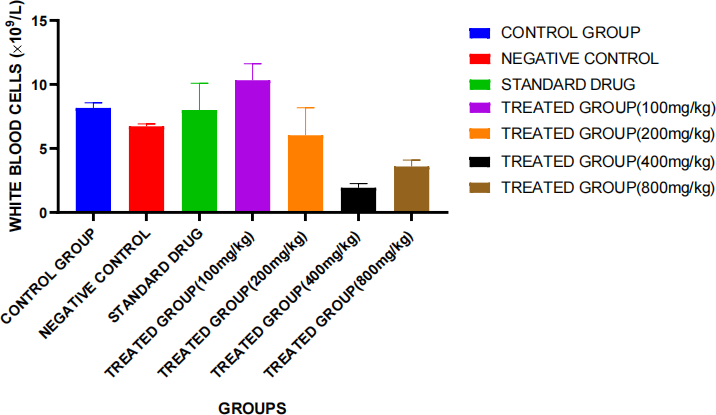 WHITE BLOOD CELLS (×10⁹/L)
15
10
5
0
CONTROL GROUP
NEGATIVE CONTROL
STANDARD DRUG
TREATED GROUP(100mg/kg)
TREATED GROUP(200mg/kg)
TREATED GROUP(400mg/kg)
TREATED GROUP(800mg/kg)
GROUPS
CONTROL GROUP
NEGATIVE CONTROL
STANDARD DRUG
TREATED GROUP(100mg/kg)
TREATED GROUP(200mg/kg)
TREATED GROUP(400mg/kg)
TREATED GROUP(800mg/kg)